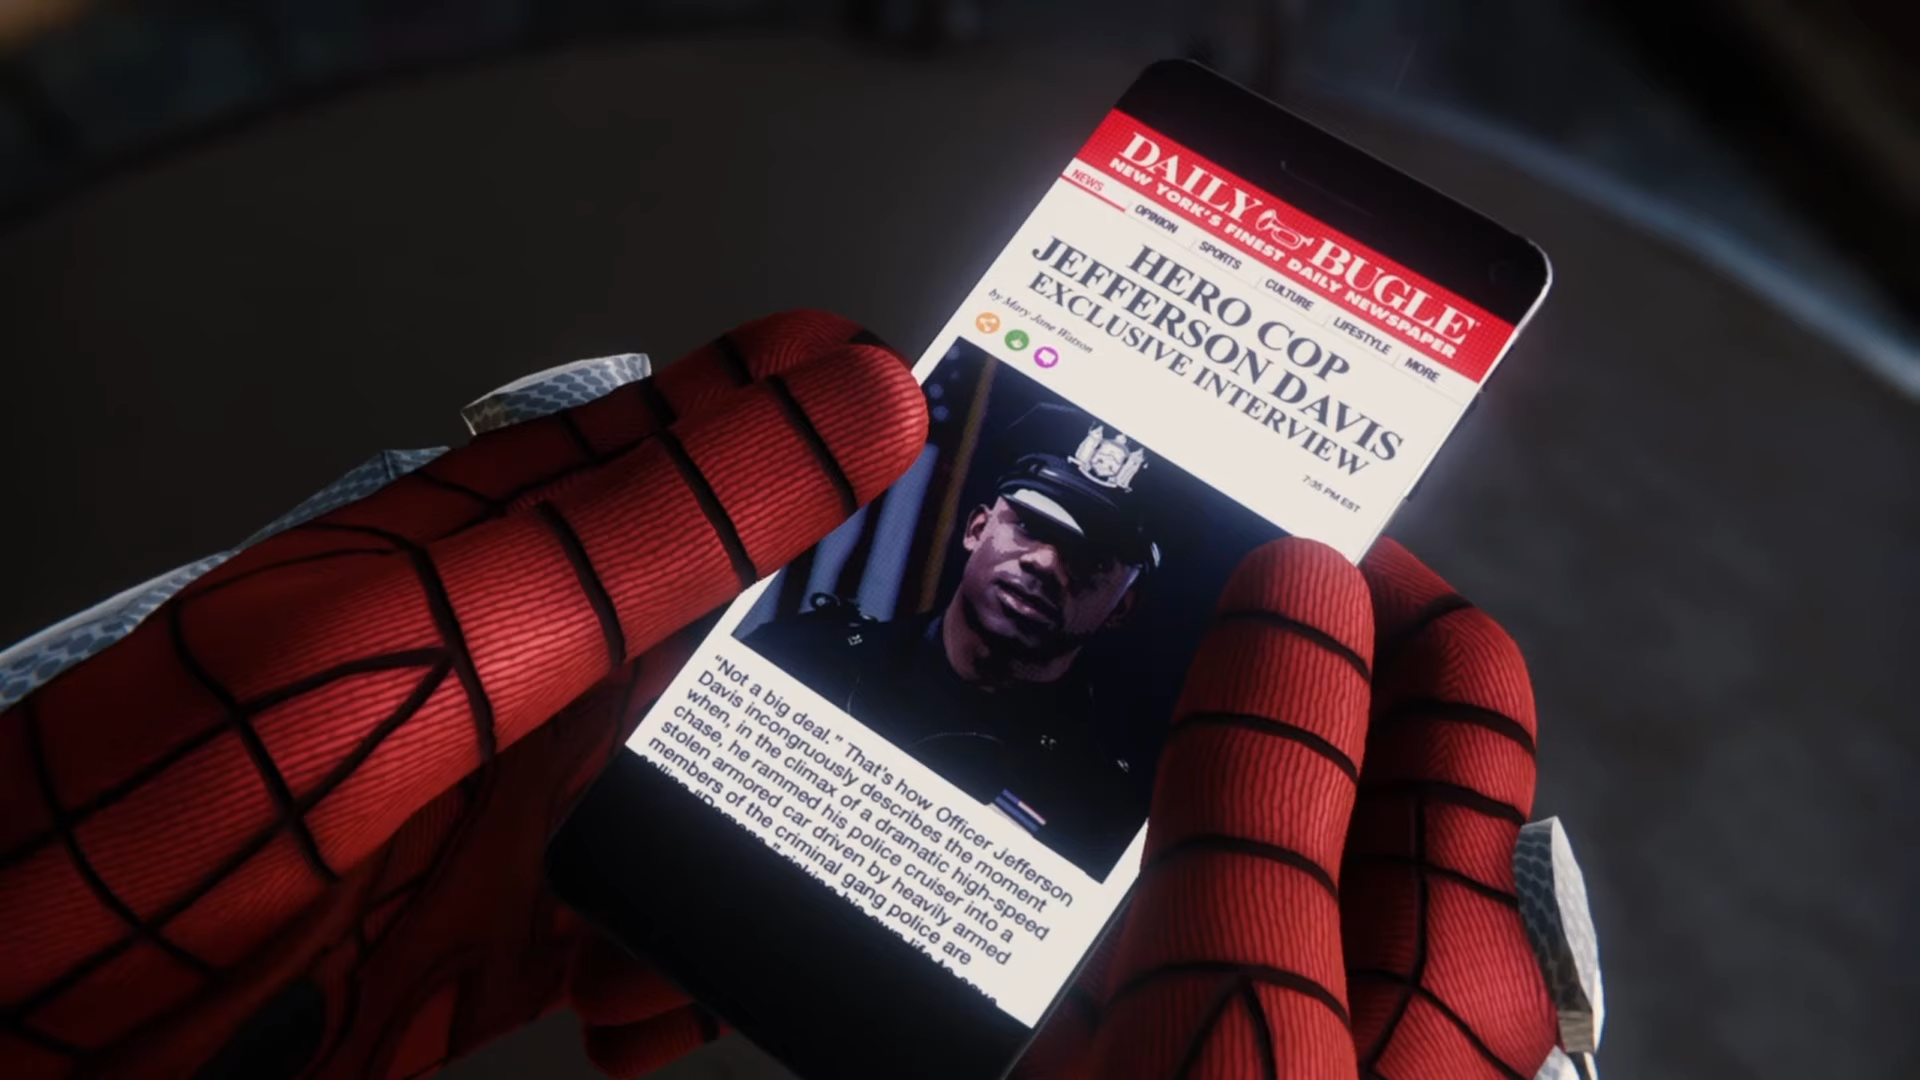 DAILY BUGLE
NEW YORK'S FINEST DAILY NEWSPAPER
NEWS OPINION SPORTS CULTURE LIFESTYLE MORE
HERO COP
JEFFERSON DAVIS
EXCLUSIVE INTERVIEW
by Mary Jane Watson
7:35 PM EST
“Not a big deal.” That's how Officer Jefferson
Davis incongruously describes the moment
when, in the climax of a dramatic high-speed
chase, he rammed his police cruiser into a
stolen armored car driven by heavily armed
members of the criminal gang police are